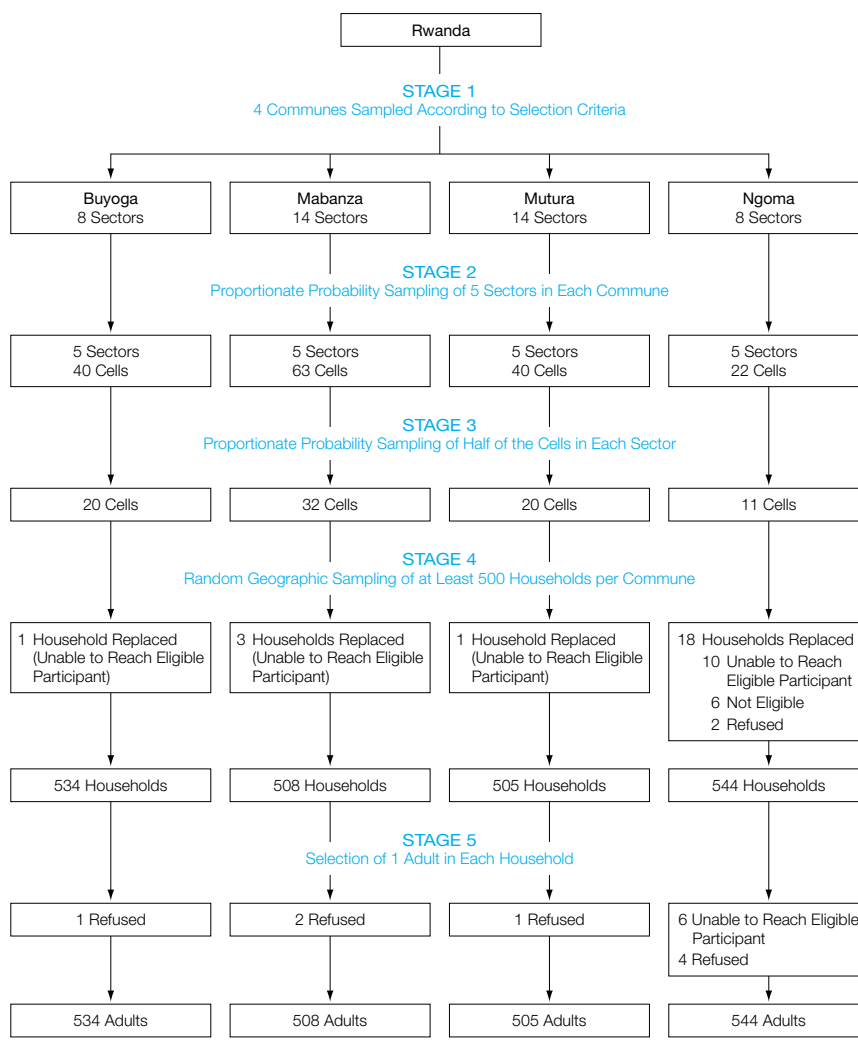 Rwanda
STAGE 1
4 Communes Sampled According to Selection Criteria
Buyoga
8 Sectors
Mabanza
14 Sectors
Mutura
14 Sectors
Ngoma
8 Sectors
STAGE 2
Proportionate Probability Sampling of 5 Sectors in Each Commune
5 Sectors
40 Cells
5 Sectors
63 Cells
5 Sectors
40 Cells
5 Sectors
22 Cells
STAGE 3
Proportionate Probability Sampling of Half of the Cells in Each Sector
20 Cells
32 Cells
20 Cells
11 Cells
STAGE 4
Random Geographic Sampling of at Least 500 Households per Commune
1 Household Replaced
(Unable to Reach Eligible
Participant)
3 Households Replaced
(Unable to Reach Eligible
Participant)
1 Household Replaced
(Unable to Reach Eligible
Participant)
18 Households Replaced
10 Unable to Reach
Eligible Participant
6 Not Eligible
2 Refused
534 Households
508 Households
505 Households
544 Households
STAGE 5
Selection of 1 Adult in Each Household
1 Refused
2 Refused
1 Refused
6 Unable to Reach Eligible
Participant
4 Refused
534 Adults
508 Adults
505 Adults
544 Adults